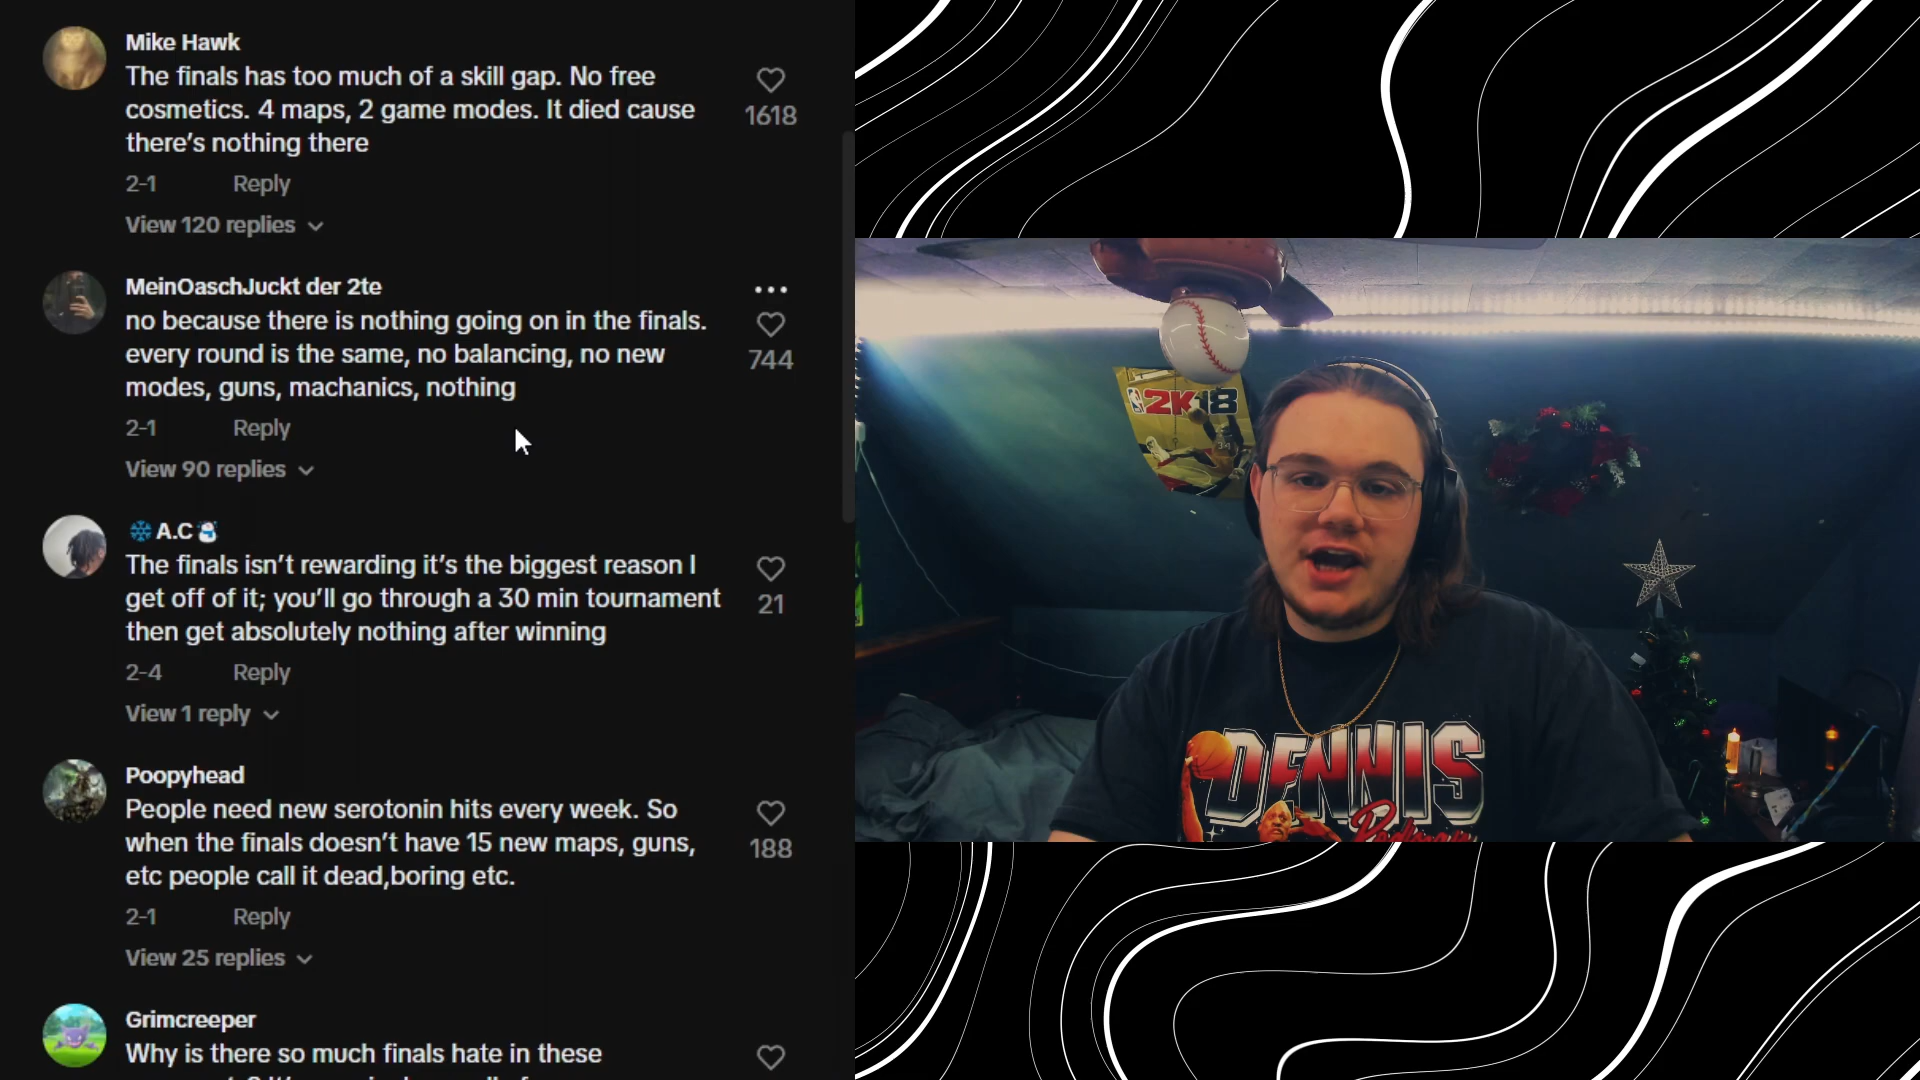 Mike Hawk
The finals has too much of a skill gap. No free
cosmetics. 4 maps, 2 game modes. It died cause
there's nothing there
1618
2-1 Reply
View 120 replies
MeinOaschJuckt der 2te
no because there is nothing going on in the finals.
every round is the same, no balancing, no new
modes, guns, machanics, nothing
744
2-1 Reply
View 90 replies
❄️A.C⛄
The finals isn't rewarding it's the biggest reason I
get off of it; you'll go through a 30 min tournament
then get absolutely nothing after winning
21
2-4 Reply
View 1 reply
Poopyhead
People need new serotonin hits every week. So
when the finals doesn't have 15 new maps, guns,
etc people call it dead,boring etc.
188
2-1 Reply
View 25 replies
Grimcreeper
Why is there so much finals hate in these
2K18
DENNIS